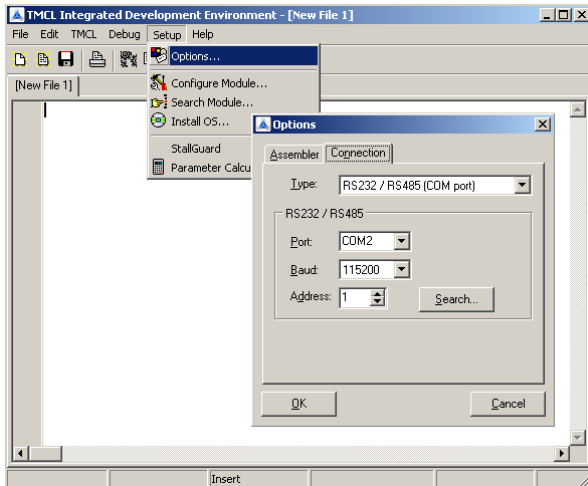 TMCL Integrated Development Environment - [New File 1]
File Edit TMCL Debug Setup Help
Options...
[New File 1]
Configure Module...
Search Module...
Install OS...
StallGuard
Parameter Calcu
Options
Assembler Connection
Type: RS232 / RS485 (COM port)
RS232 / RS485
Port: COM2
Baud: 115200
Address: 1 Search...
OK Cancel
Insert